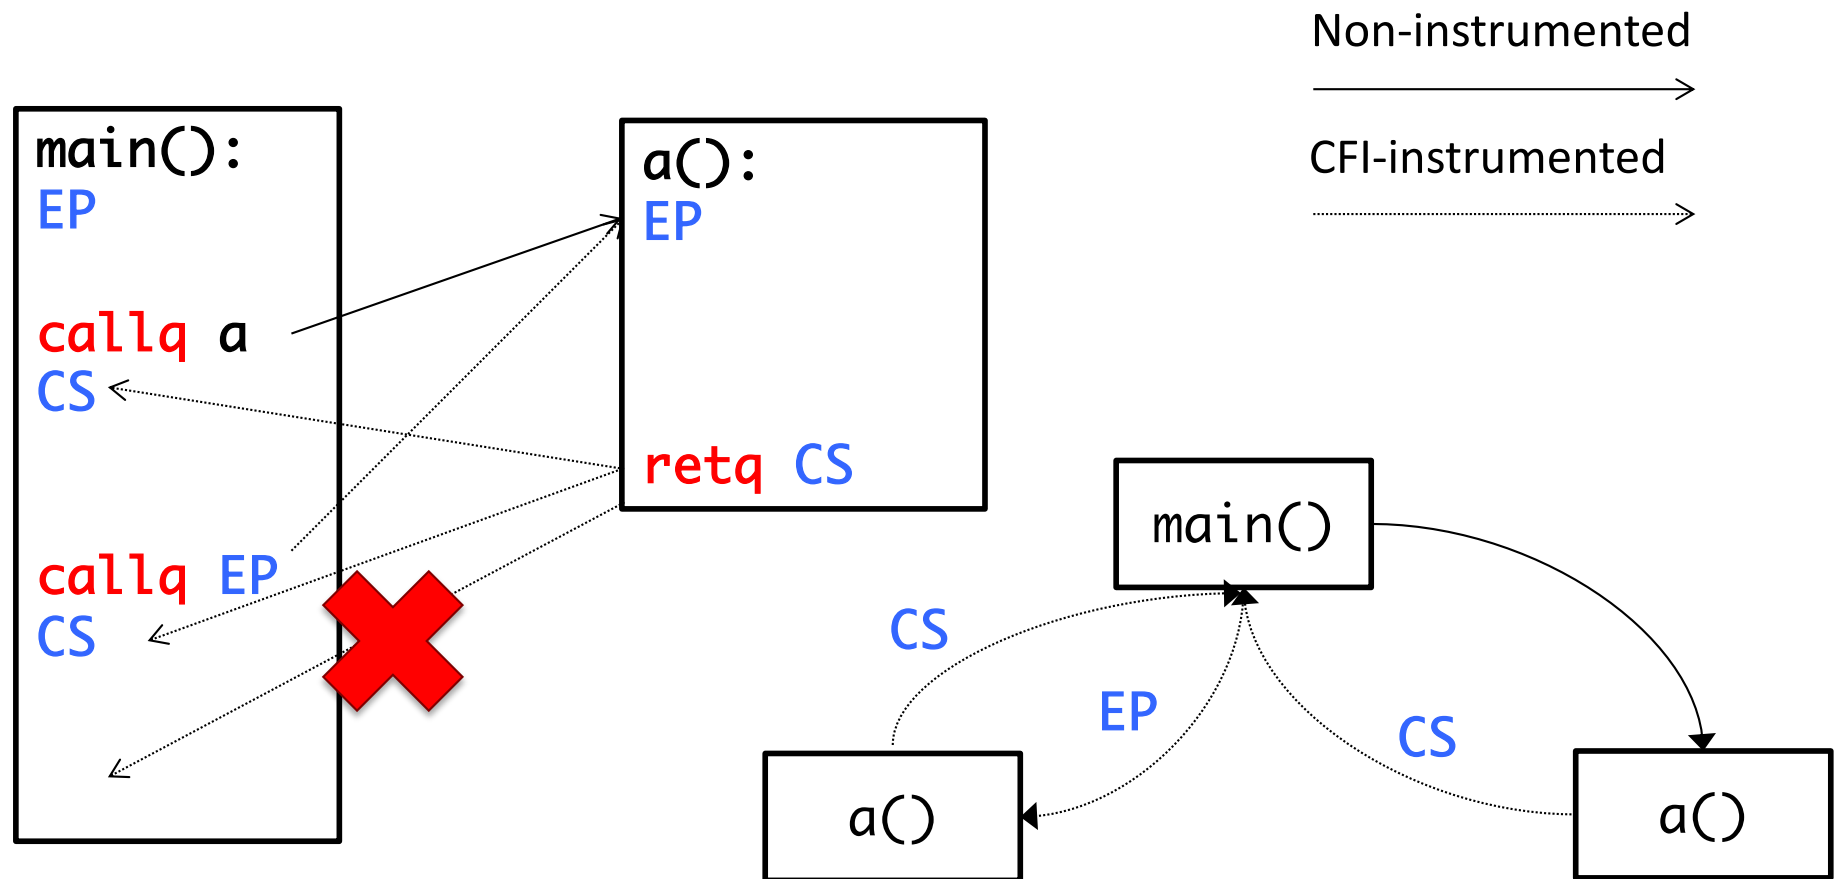 Non-instrumented
CFI-instrumented
main():
EP
callq a
CS
callq EP
CS
a():
EP
retq CS
main()
CS
EP
CS
a()
a()